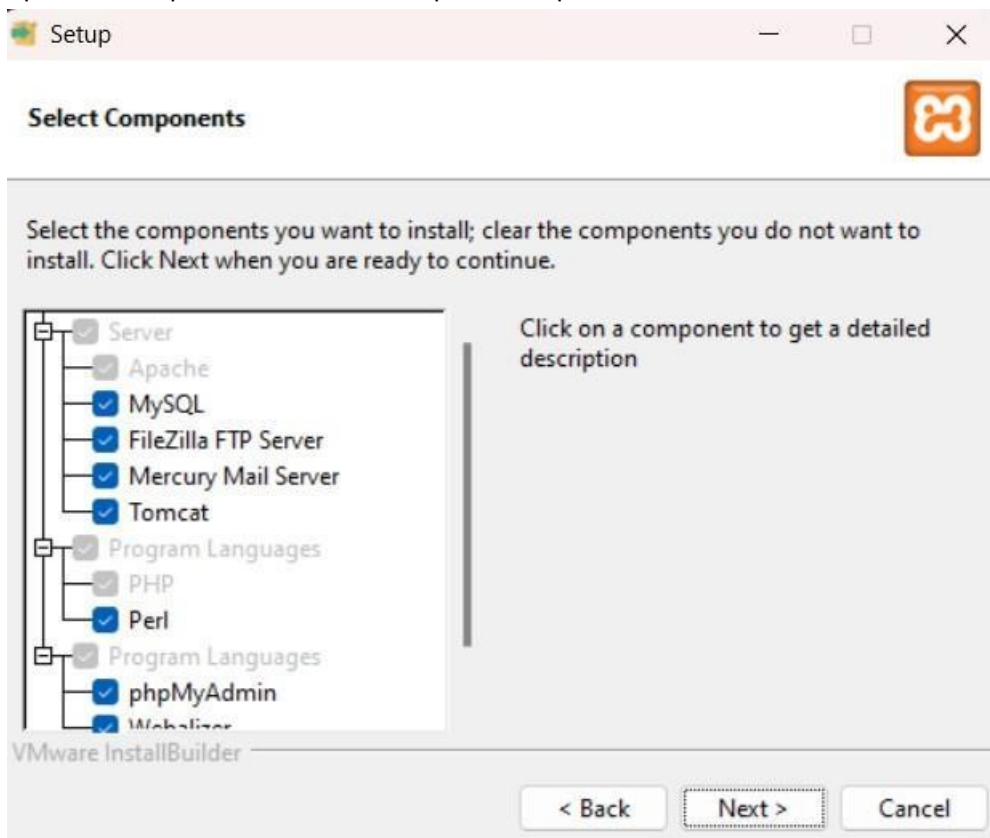 Setup
Select Components
Select the components you want to install; clear the components you do not want to
install. Click Next when you are ready to continue.
Server
Apache
MySQL
FileZilla FTP Server
Mercury Mail Server
Tomcat
Program Languages
PHP
Perl
Program Languages
phpMyAdmin
Webalizer
Click on a component to get a detailed
description
VMware InstallBuilder
< Back
Next >
Cancel